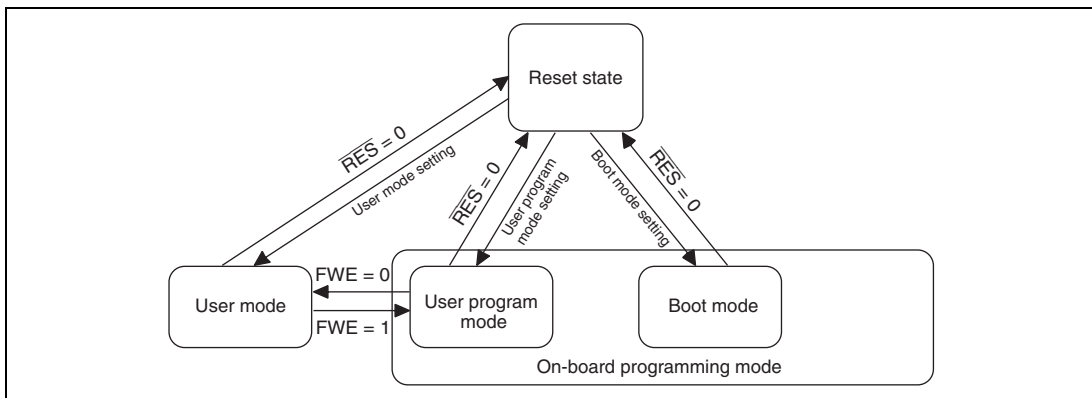 Reset state
RES = 0
User mode setting
RES = 0
User program
mode setting
Boot mode setting
RES = 0
User mode
FWE = 0
FWE = 1
User program
mode
Boot mode
On-board programming mode